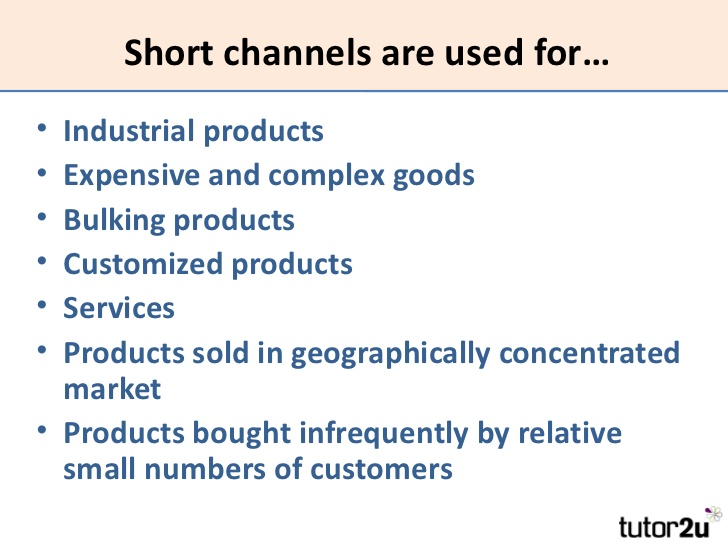 Short channels are used for…
• Industrial products
• Expensive and complex goods
• Bulking products
• Customized products
• Services
• Products sold in geographically concentrated
market
• Products bought infrequently by relative
small numbers of customers
tutor2u